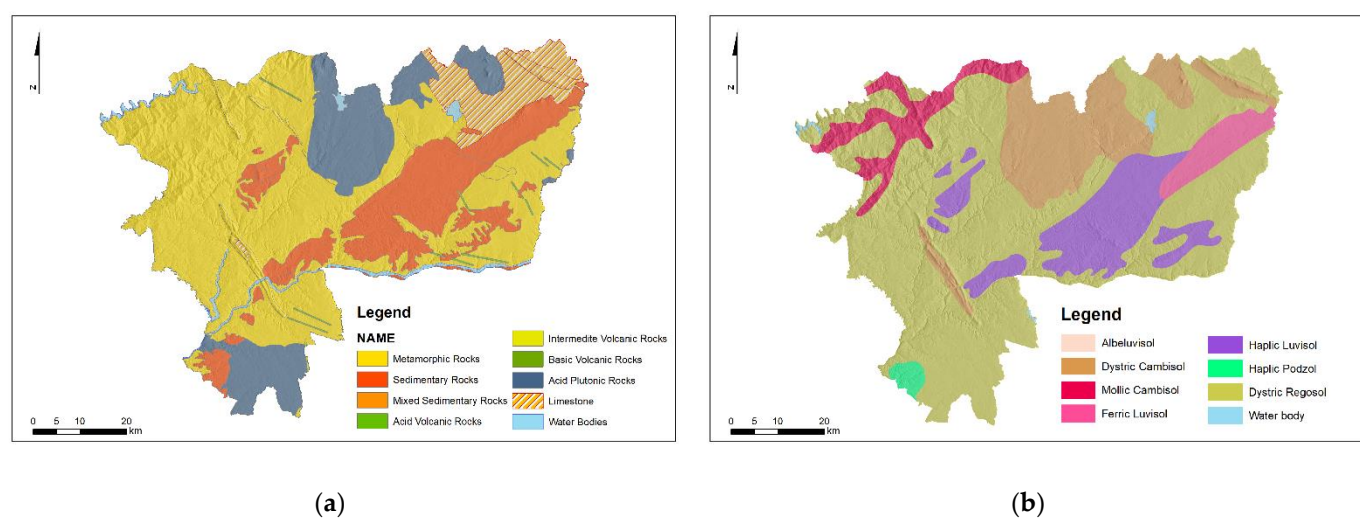 N
Legend
NAME
Metamorphic Rocks
Sedimentary Rocks
Mixed Sedimentary Rocks
Acid Volcanic Rocks
Intermedite Volcanic Rocks
Basic Volcanic Rocks
Acid Plutonic Rocks
Limestone
Water Bodies
0 5 10 20
km
(a)
N
Legend
Albeluvisol
Dystric Cambisol
Mollic Cambisol
Ferric Luvisol
Haplic Luvisol
Haplic Podzol
Dystric Regosol
Water body
0 5 10 20
km
(b)